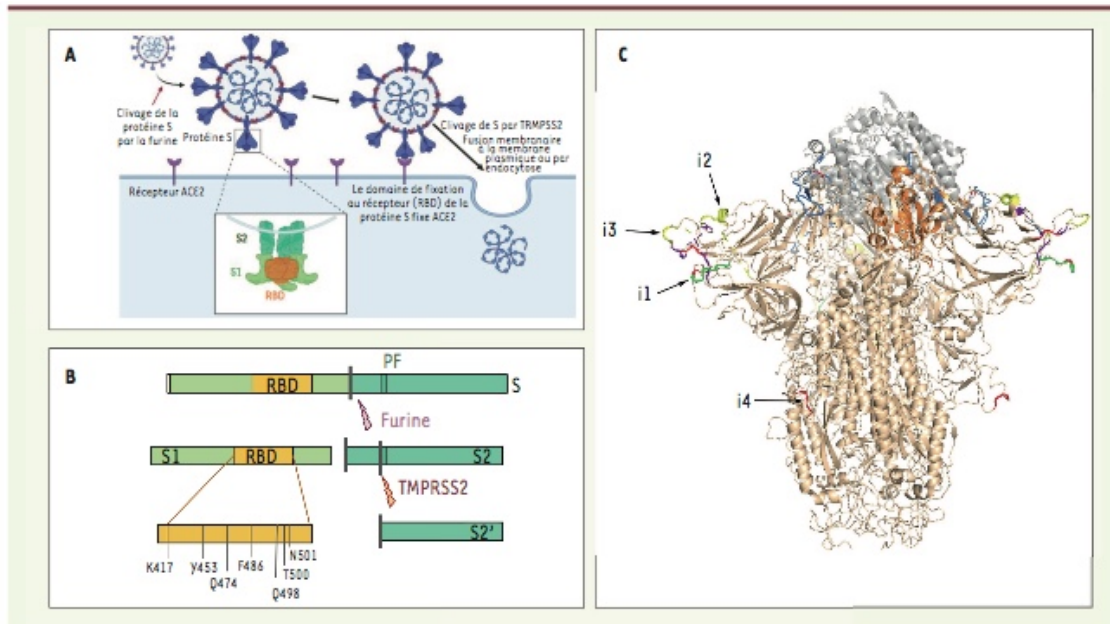 A
Clivage de la
protéine S
par la furine
Protéine S
Clivage de S par TRMPSS2
Fusion membranaire
à la membrane
plasmique ou par
endocytose
Récepteur ACE2
Le domaine de fixation
au récepteur (RBD) de la
protéine S fixe ACE2
S2
S1
RBD
B
PF
RBD
S
Furine
S1
RBD
S2
TMPRSS2
S2'
K417
Y453
Q474
F486
Q498
T500
N501
C
i2
i3
i1
i4